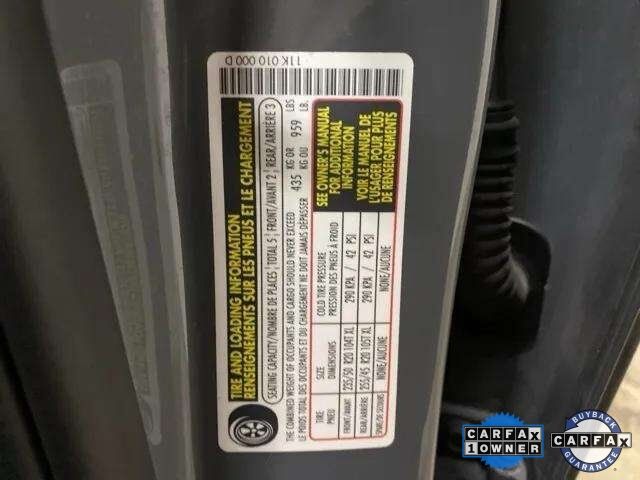 11K 010 000 D
TIRE AND LOADING INFORMATION
RENSEIGNEMENTS SUR LES PNEUS ET LE CHARGEMENT
SEATING CAPACITY/NOMBRE DE PLACES TOTAL 5 FRONT/AVANT 2 REAR/ARRIÈRE 3
THE COMBINED WEIGHT OF OCCUPANTS AND CARGO SHOULD NEVER EXCEED 435 KG OR 959 LBS
LE POIDS TOTAL DES OCCUPANTS ET DU CHARGEMENT NE DOIT JAMAIS DÉPASSER KG OU LB.
TIRE SIZE COLD TIRE PRESSURE
PNEU DIMENSIONS PRESSION DES PNEUS À FROID
FRONT/AVANT 235/50 R20 104T XL 290 KPA / 42 PSI
REAR/ARRIÈRE 255/45 R20 105T XL 290 KPA / 42 PSI
SPARE/DE SECOURS NONE/AUCUNE NONE/AUCUNE
SEE OWNER'S MANUAL
FOR ADDITIONAL
INFORMATION
VOIR LE MANUEL DE
L'USAGER POUR PLUS
DE RENSEIGNEMENTS
CARFAX
1 OWNER
BUYBACK
CARFAX
GUARANTEE